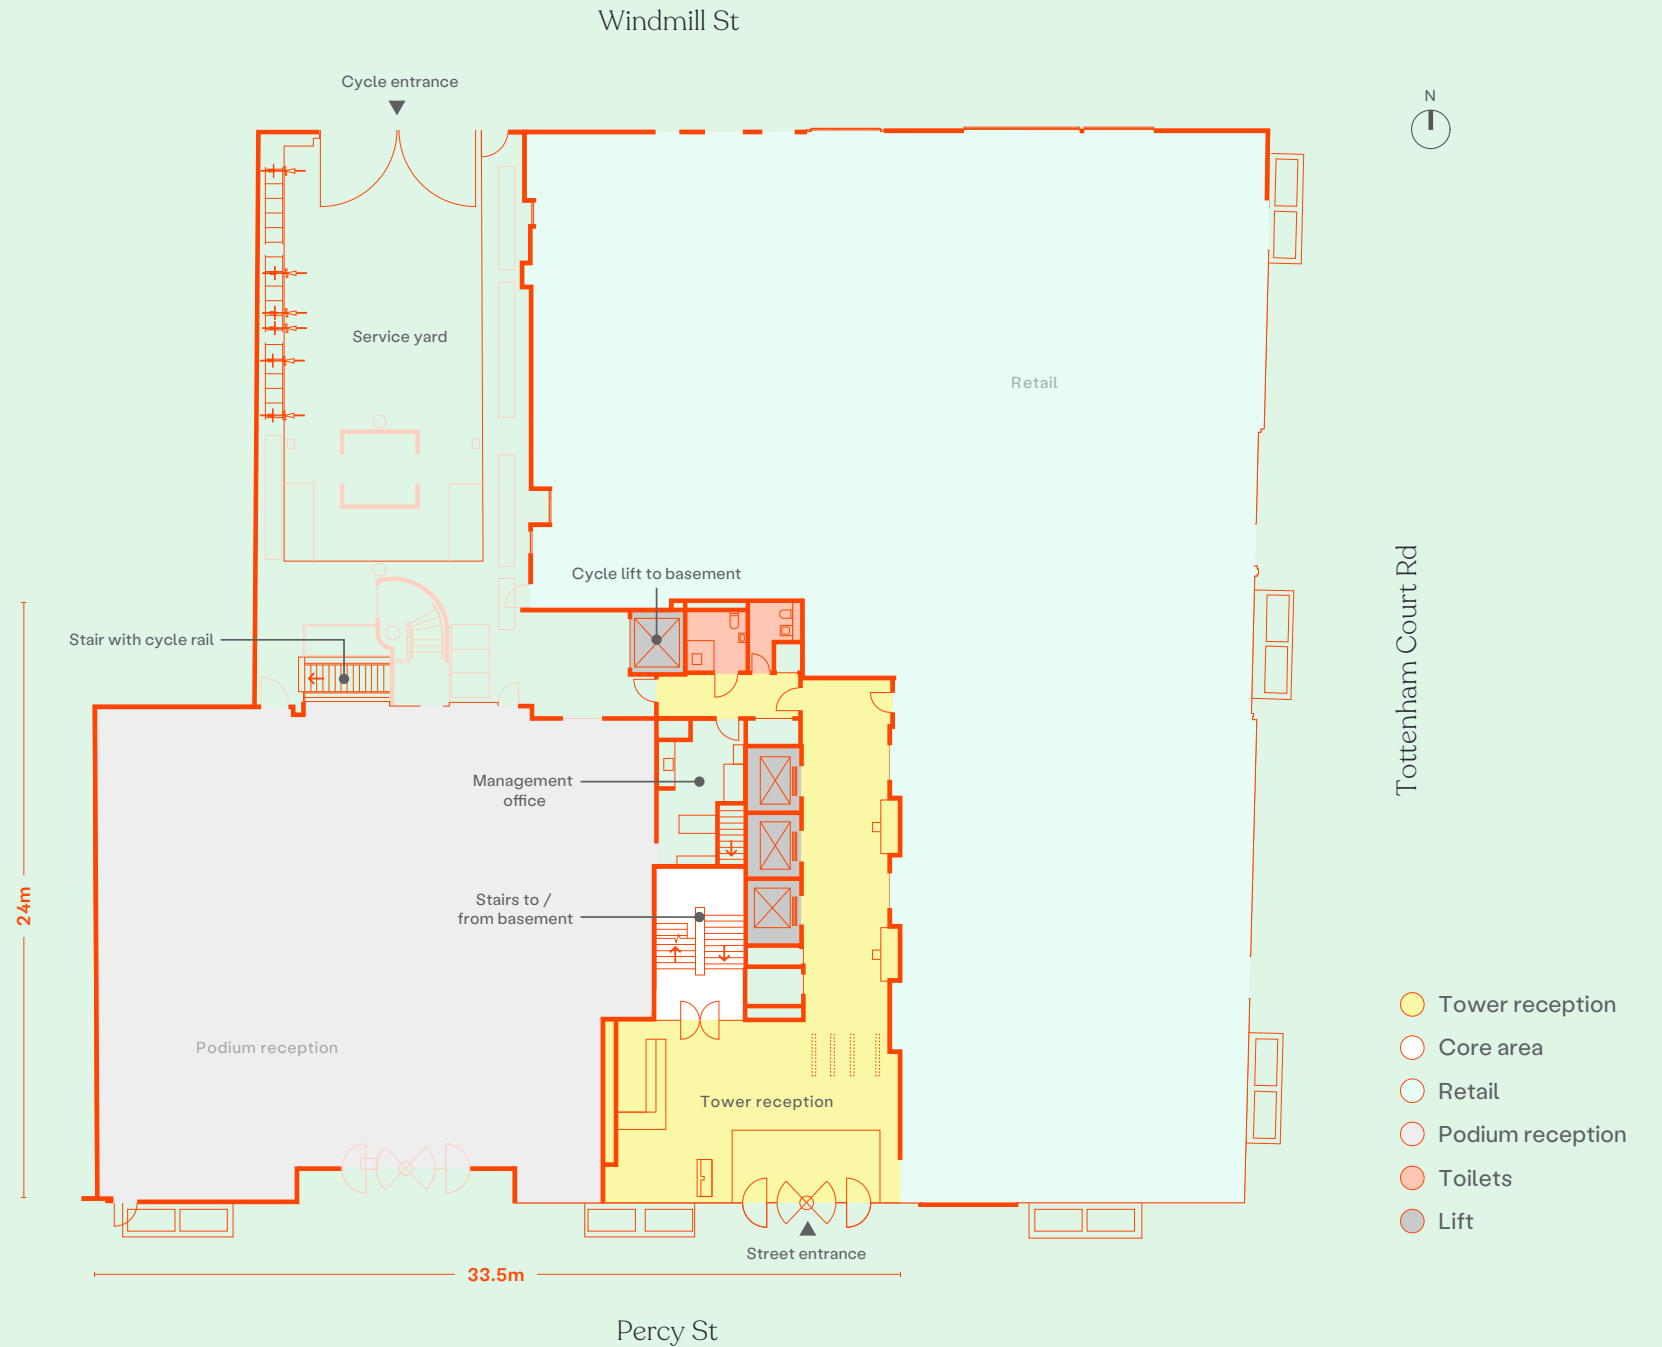 Windmill St
Cycle entrance
N
Service yard
Retail
Cycle lift to basement
Tottenham Court Rd
Stair with cycle rail
Management
office
24m
Stairs to /
from basement
Podium reception
Tower reception
Tower reception
Core area
Retail
Podium reception
Toilets
Lift
Street entrance
33.5m
Percy St